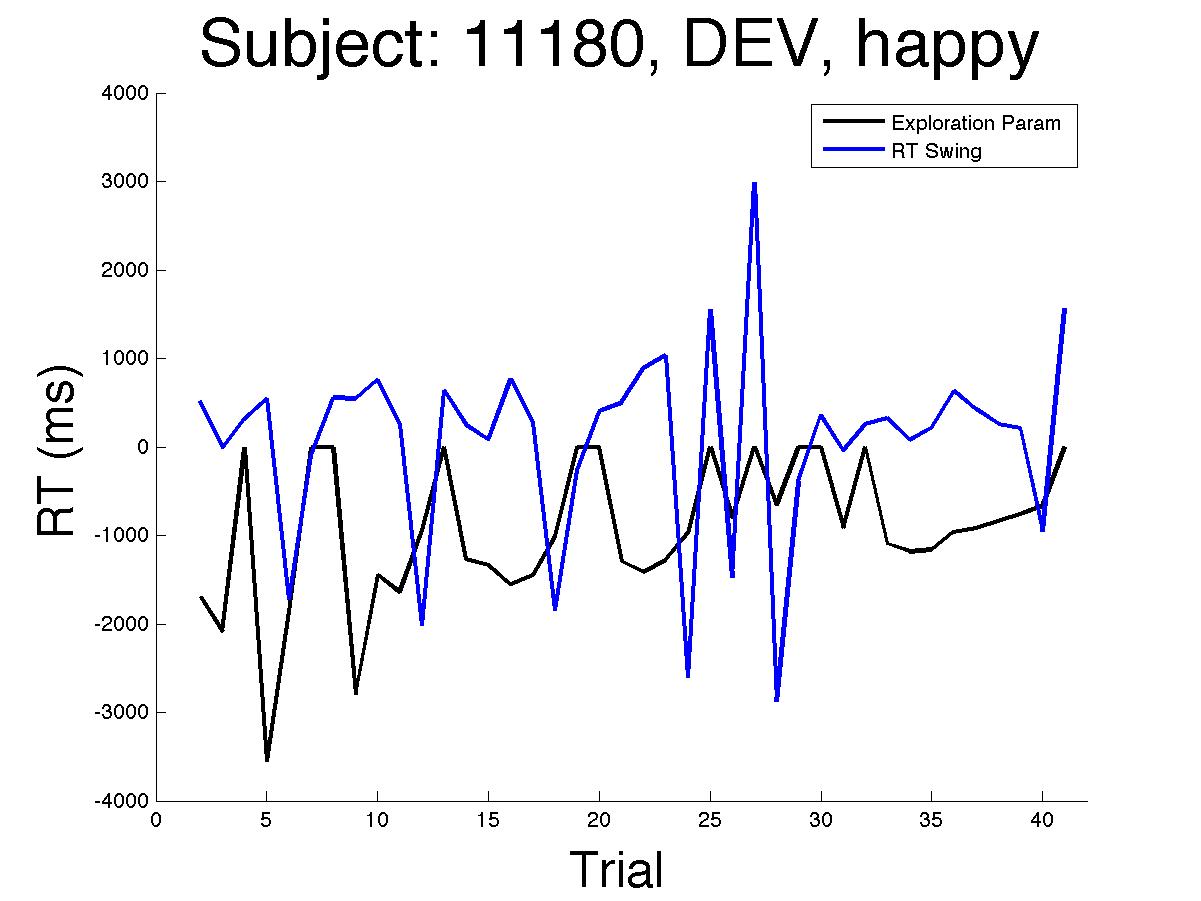 Subject: 11180, DEV, happy
4000
3000
2000
1000
0
-1000
-2000
-3000
-4000
RT (ms)
Exploration Param
RT Swing
0 5 10 15 20 25 30 35 40
Trial